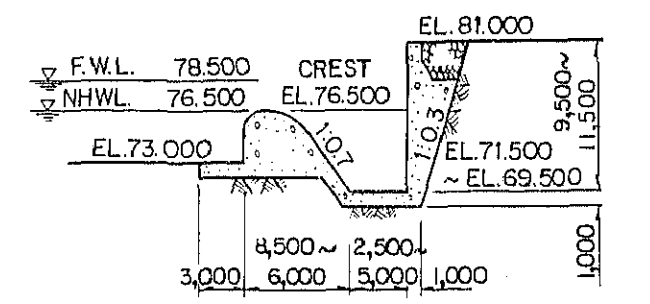 EL. 81.000
F.W.L. 78.500
CREST
NHWL. 76.500
EL.76.500
9,500~
11,500
1:0.7
1:0.3
EL.73.000
EL.71.500
~ EL.69.500
8,500~ 2,500~
3,000 6,000 5,000 1,000
1,000